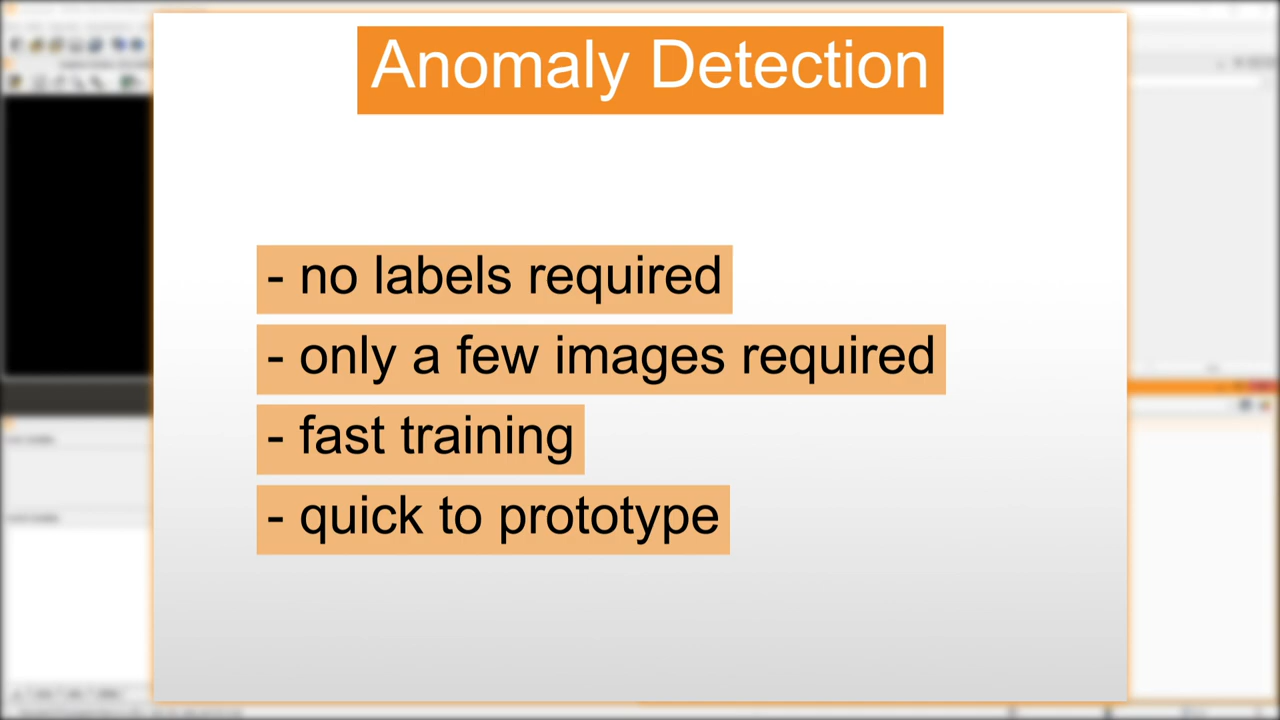 Anomaly Detection
- no labels required
- only a few images required
- fast training
- quick to prototype